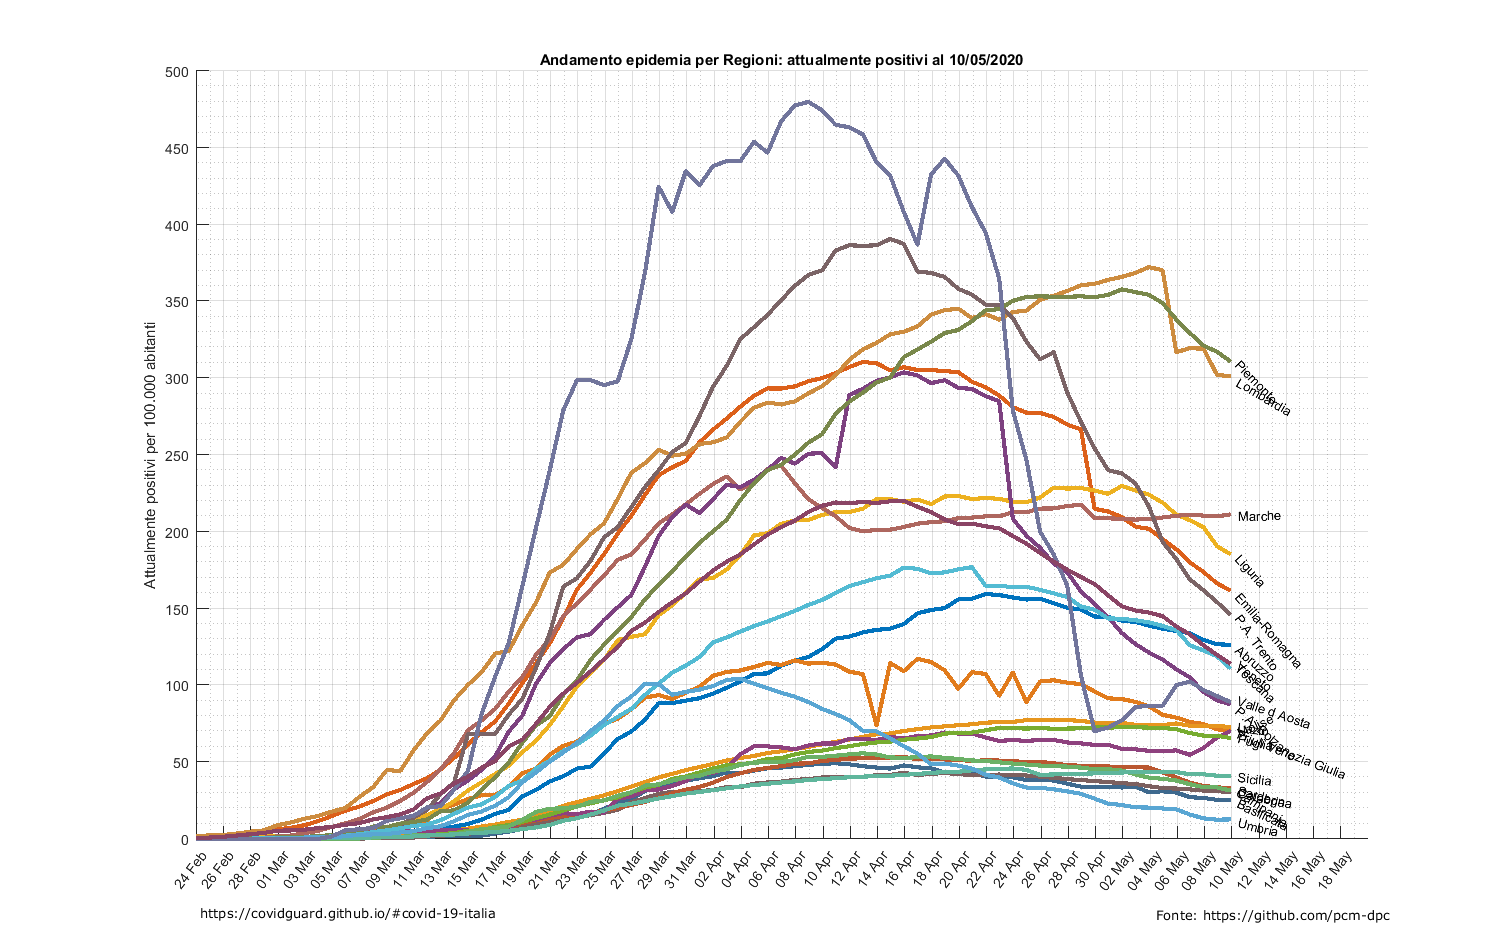 Andamento epidemia per Regioni: attualmente positivi al 10/05/2020
Attualmente positivi per 100.000 abitanti
500
450
400
350
300
250
200
150
100
50
0
Piemonte
Lombardia
Marche
Liguria
Emilia-Romagna
P.A. Trento
Abruzzo
Veneto
Toscana
Valle d Aosta
Puglia
Friuli Venezia Giulia
Sicilia
Sardegna
Basilicata
Umbria
24 Feb
26 Feb
28 Feb
01 Mar
03 Mar
05 Mar
07 Mar
09 Mar
11 Mar
13 Mar
15 Mar
17 Mar
19 Mar
21 Mar
23 Mar
25 Mar
27 Mar
29 Mar
31 Mar
02 Apr
04 Apr
06 Apr
08 Apr
10 Apr
12 Apr
14 Apr
16 Apr
18 Apr
20 Apr
22 Apr
24 Apr
26 Apr
28 Apr
30 Apr
02 May
04 May
06 May
08 May
10 May
12 May
14 May
16 May
18 May
https://covidguard.github.io/#covid-19-italia
Fonte: https://github.com/pcm-dpc